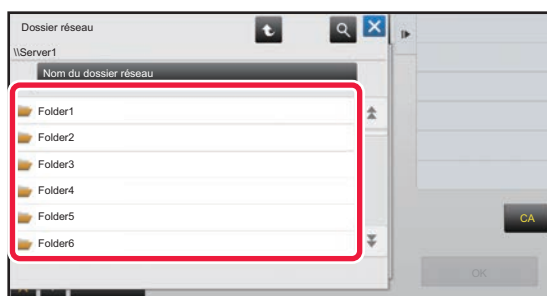 Dossier réseau
\\Server1
Nom du dossier réseau
Folder1
Folder2
Folder3
Folder4
Folder5
Folder6
CA
OK